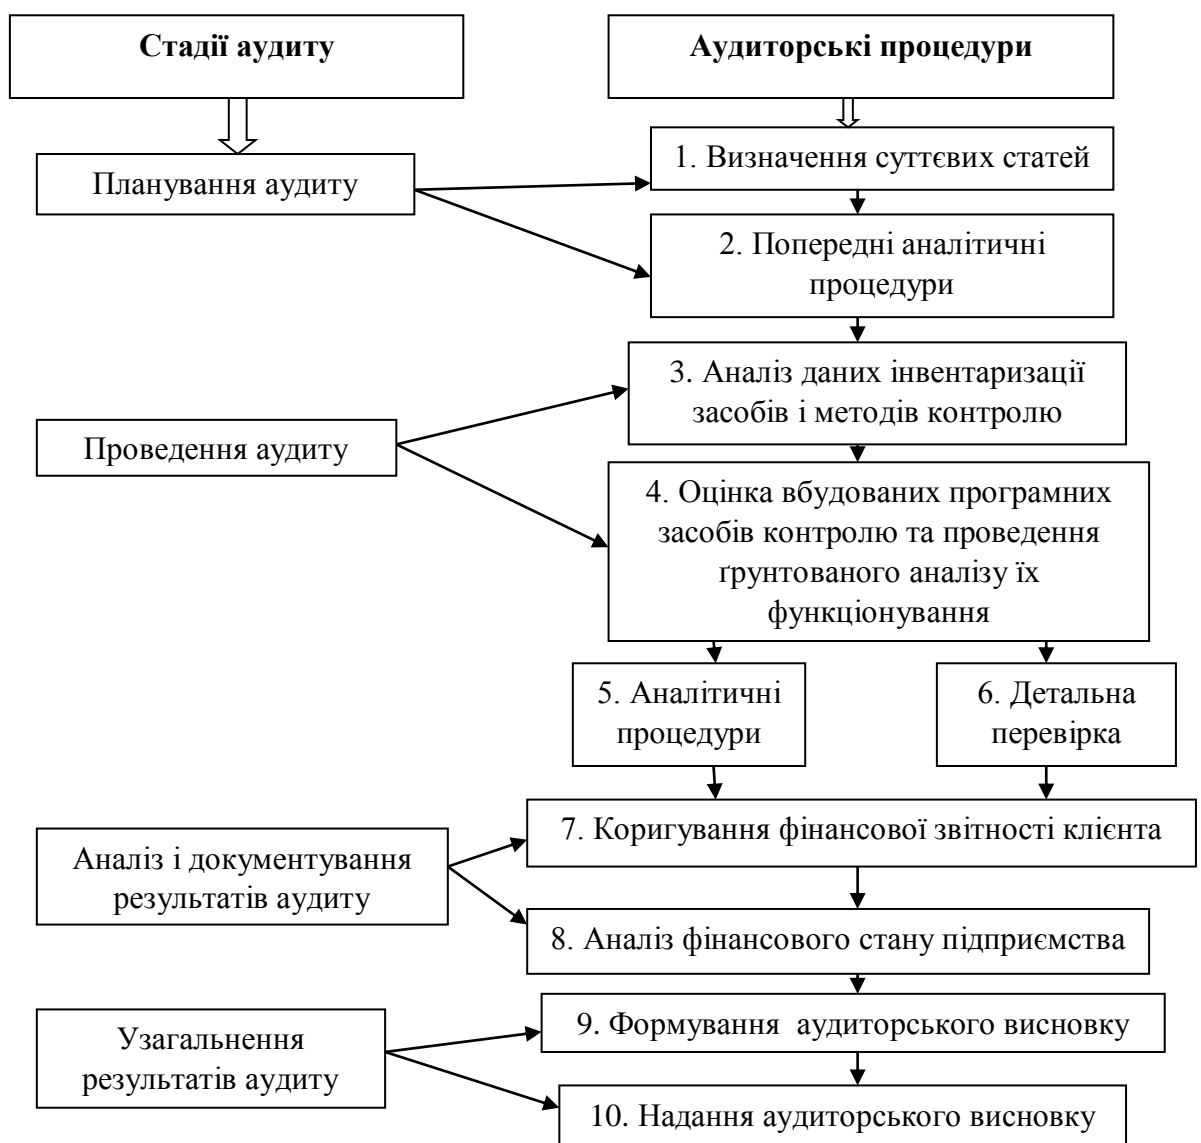 Стадії аудиту
Аудиторські процедури
Планування аудиту
1. Визначення суттєвих статей
2. Попередні аналітичні
процедури
3. Аналіз даних інвентаризації
засобів і методів контролю
Проведення аудиту
4. Оцінка вбудованих програмних
засобів контролю та проведення
ґрунтованого аналізу їх
функціонування
5. Аналітичні
процедури
6. Детальна
перевірка
7. Коригування фінансової звітності клієнта
Аналіз і документування
результатів аудиту
8. Аналіз фінансового стану підприємства
9. Формування аудиторського висновку
Узагальнення
результатів аудиту
10. Надання аудиторського висновку